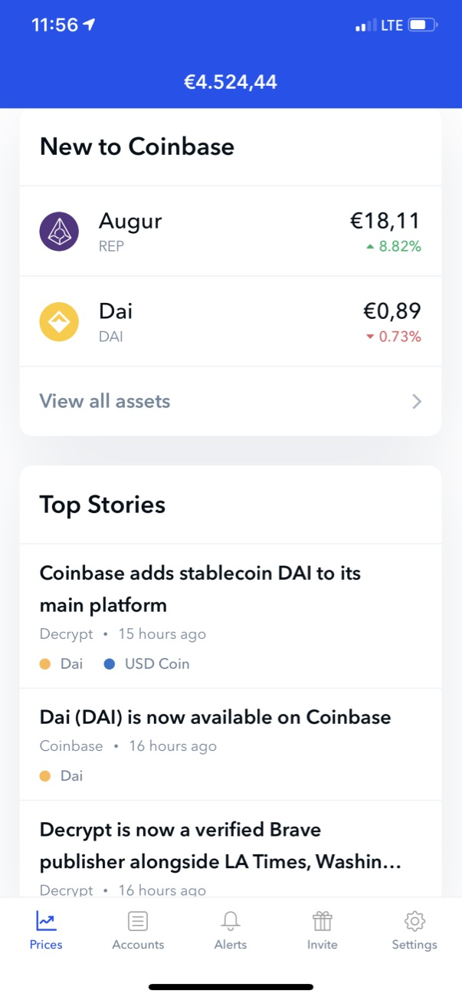 11:56
LTE
€4.524,44
New to Coinbase
Augur
€18,11
REP
8.82%
Dai
€0,89
DAI
0.73%
View all assets
Top Stories
Coinbase adds stablecoin DAI to its
main platform
Decrypt • 15 hours ago
Dai
USD Coin
Dai (DAI) is now available on Coinbase
Coinbase • 16 hours ago
Dai
Decrypt is now a verified Brave
publisher alongside LA Times, Washin...
Decrypt • 16 hours ago
Prices
Accounts
Alerts
Invite
Settings